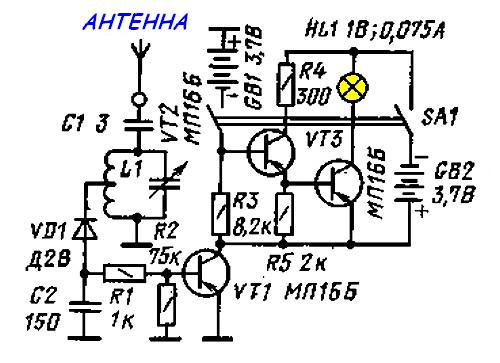 АНТЕННА
HL1 1В; 0,075А
+
GB1 3,7В
-
R4
300
C1 3
VT2
МП16Б
SA1
VT3
L1
МП16Б
-
GB2
3,7В
+
R3
8,2к
VD1
Д2В
R2
75к
R5 2к
VT1 МП16Б
C2
150
R1
1к